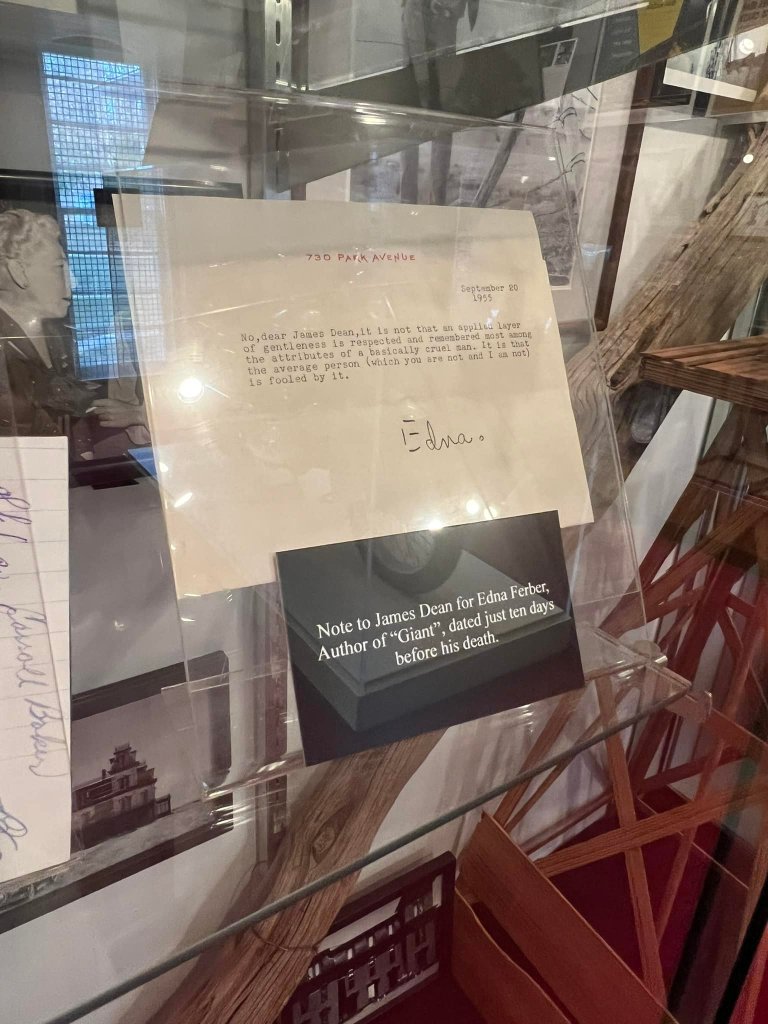 730 PARK AVENUE
September 20
1955
No,dear James Dean,it is not that an applied layer
of gentleness is respected and remembered most among
the attributes of a basically cruel man. It is that
the average person (which you are not and I am not)
is fooled by it.
Edna.
Note to James Dean for Edna Ferber,
Author of “Giant”, dated just ten days
before his death.